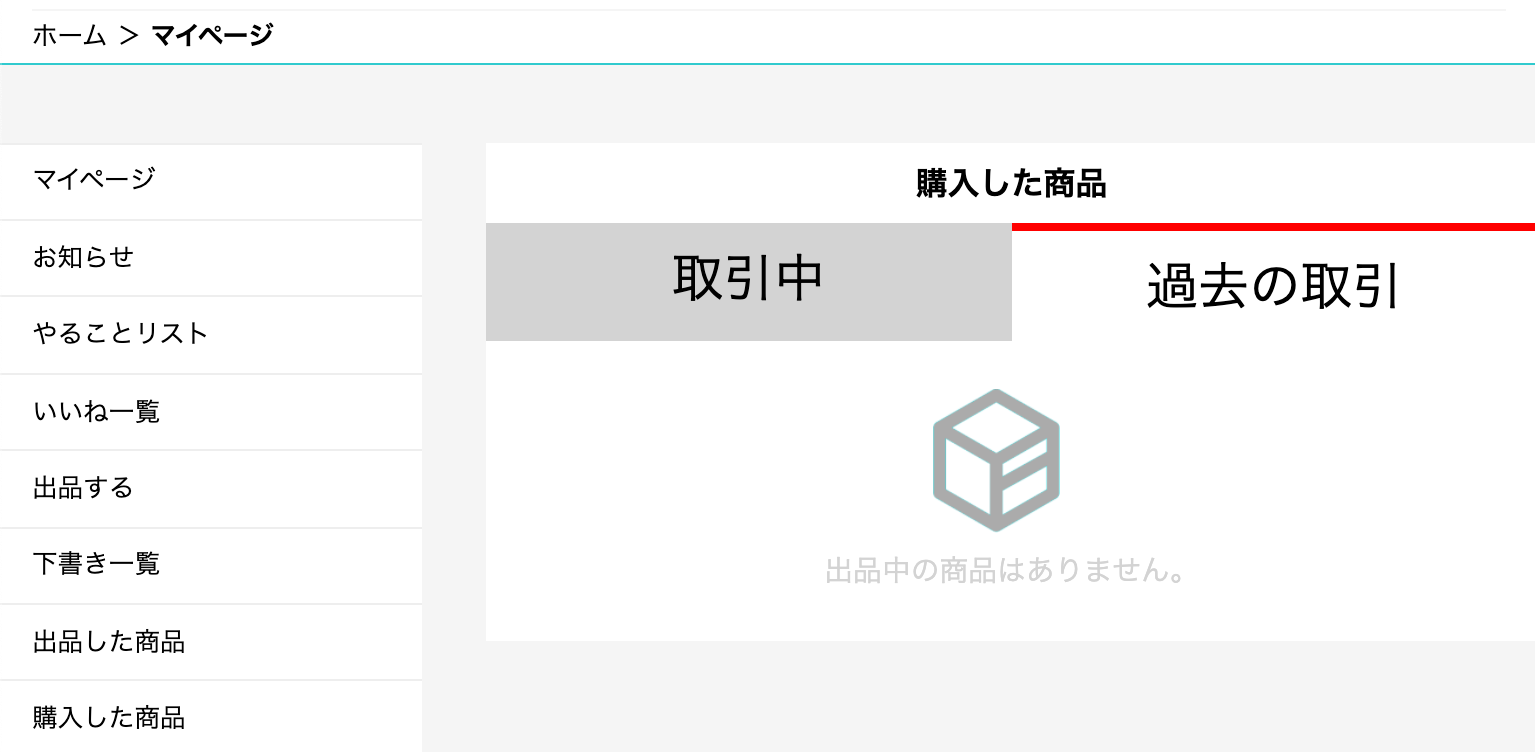 ホーム ＞ マイページ
マイページ
お知らせ
やることリスト
いいね一覧
出品する
下書き一覧
出品した商品
購入した商品
購入した商品
取引中
過去の取引
出品中の商品はありません。